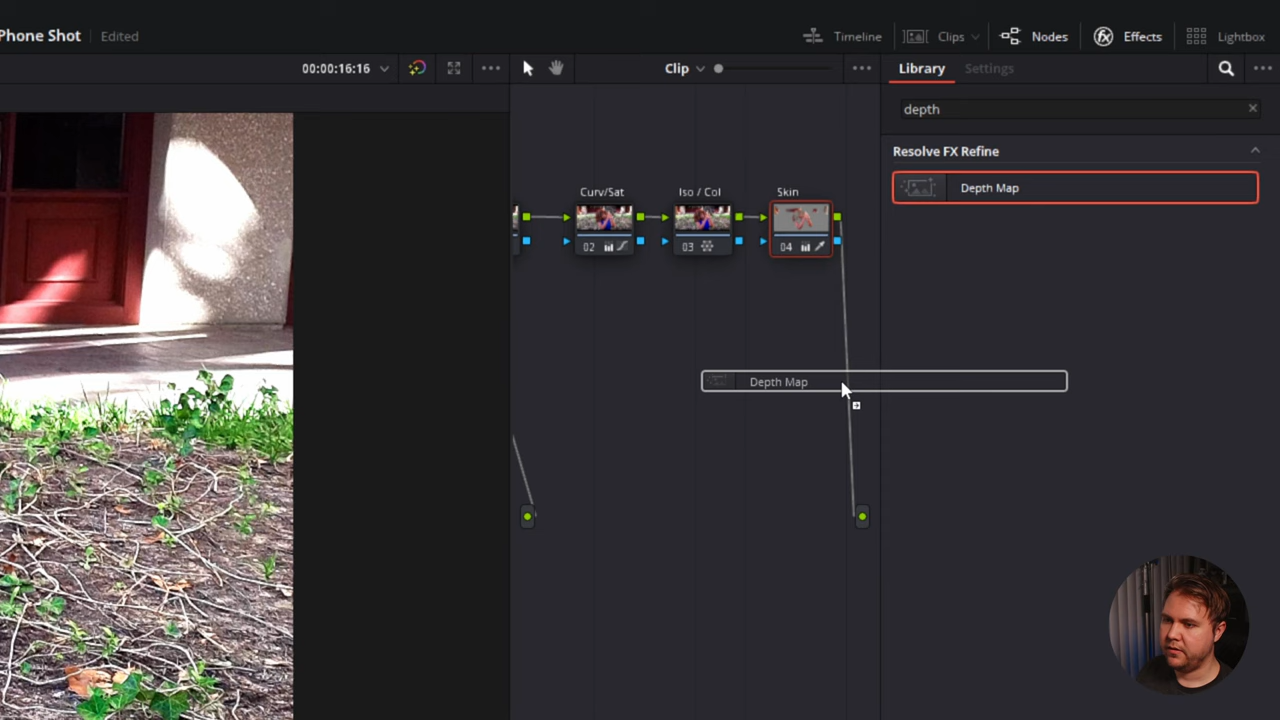 Phone Shot
Edited
Timeline
Clips
Nodes
Effects
Lightbox
00:00:16:16
Clip
Library
Settings
depth
Resolve FX Refine
Depth Map
Curv/Sat
Iso / Col
Skin
02
03
04
Depth Map